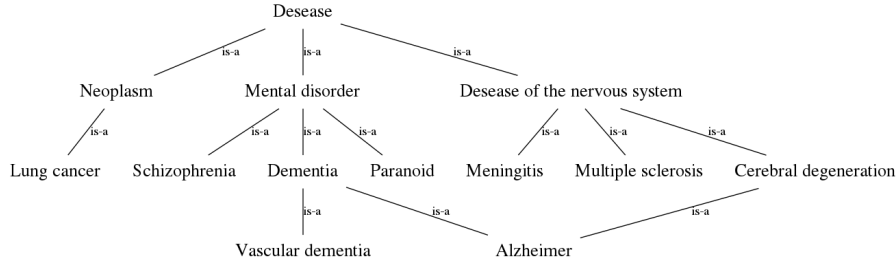 Desease
is-a is-a is-a
Neoplasm Mental disorder Desease of the nervous system
is-a is-a is-a is-a is-a is-a is-a
Lung cancer Schizophrenia Dementia Paranoid Meningitis Multiple sclerosis Cerebral degeneration
is-a is-a is-a
Vascular dementia Alzheimer